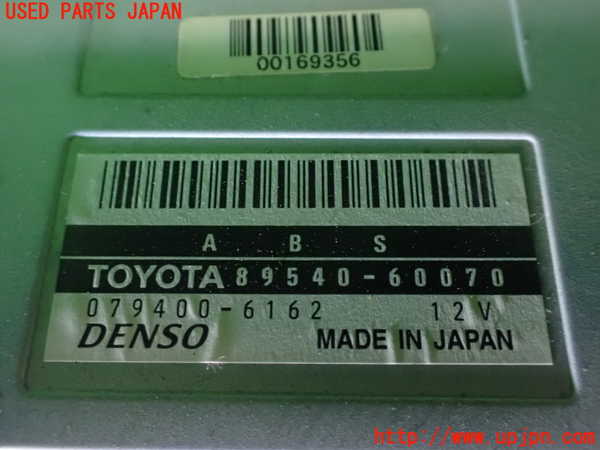 USED PARTS JAPAN
00169356
A B S
TOYOTA 89540-60070
079400-6162 12V
DENSO MADE IN JAPAN
http://www.upjpn.com/